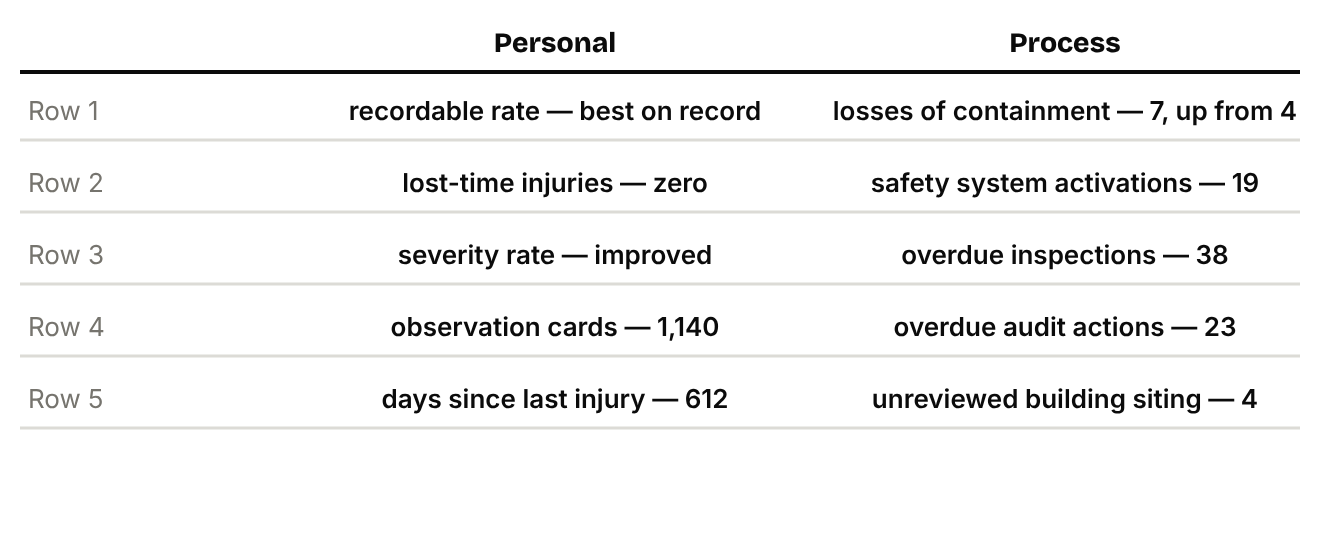 Personal Process
Row 1 recordable rate — best on record losses of containment — 7, up from 4
Row 2 lost-time injuries — zero safety system activations — 19
Row 3 severity rate — improved overdue inspections — 38
Row 4 observation cards — 1,140 overdue audit actions — 23
Row 5 days since last injury — 612 unreviewed building siting — 4